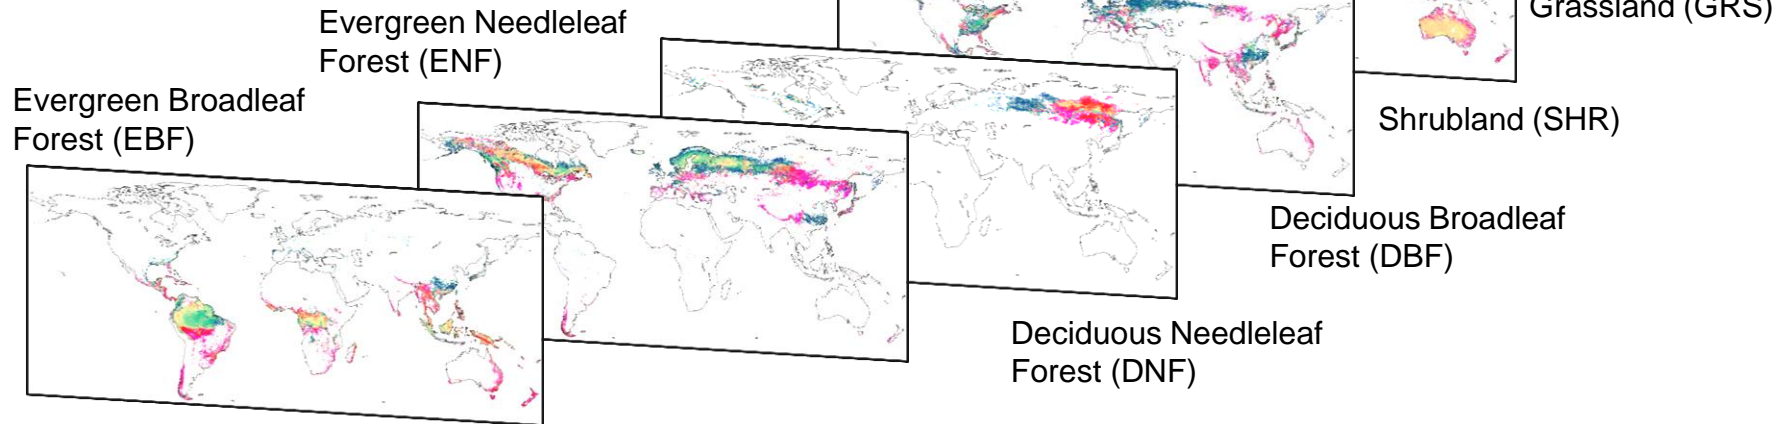 Grassland (GRS)
Evergreen Needleleaf
Forest (ENF)
Evergreen Broadleaf
Forest (EBF)
Shrubland (SHR)
Deciduous Broadleaf
Forest (DBF)
Deciduous Needleleaf
Forest (DNF)